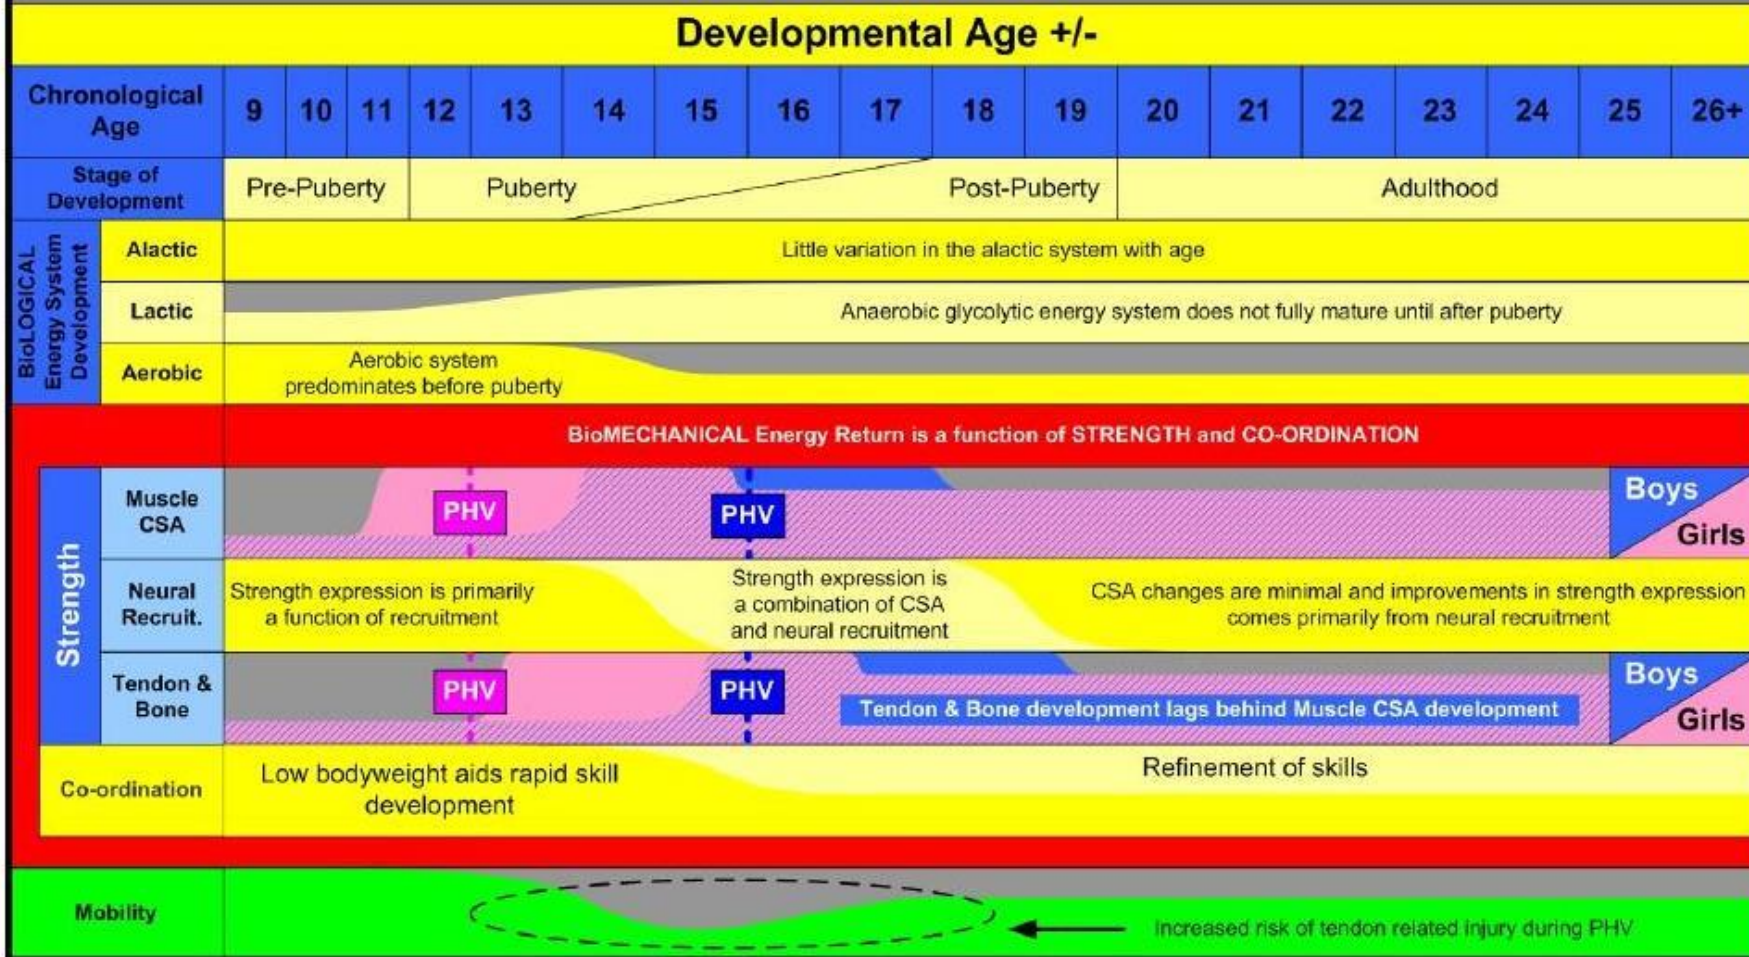 Developmental Age +/-
Chronological
Age
9 10 11 12 13 14 15 16 17 18 19 20 21 22 23 24 25 26+
Stage of
Development
Pre-Puberty
Puberty
Post-Puberty
Adulthood
BioLOGICAL
Energy System
Development
Alactic
Little variation in the alactic system with age
Lactic
Anaerobic glycolytic energy system does not fully mature until after puberty
Aerobic
Aerobic system
predominates before puberty
BioMECHANICAL Energy Return is a function of STRENGTH and CO-ORDINATION
Strength
Muscle
CSA
PHV
PHV
Boys
Girls
Neural
Recruit.
Strength expression is primarily
a function of recruitment
Strength expression is
a combination of CSA
and neural recruitment
CSA changes are minimal and improvements in strength expression
comes primarily from neural recruitment
Tendon &
Bone
PHV
PHV
Tendon & Bone development lags behind Muscle CSA development
Boys
Girls
Co-ordination
Low bodyweight aids rapid skill
development
Refinement of skills
Mobility
Increased risk of tendon related injury during PHV